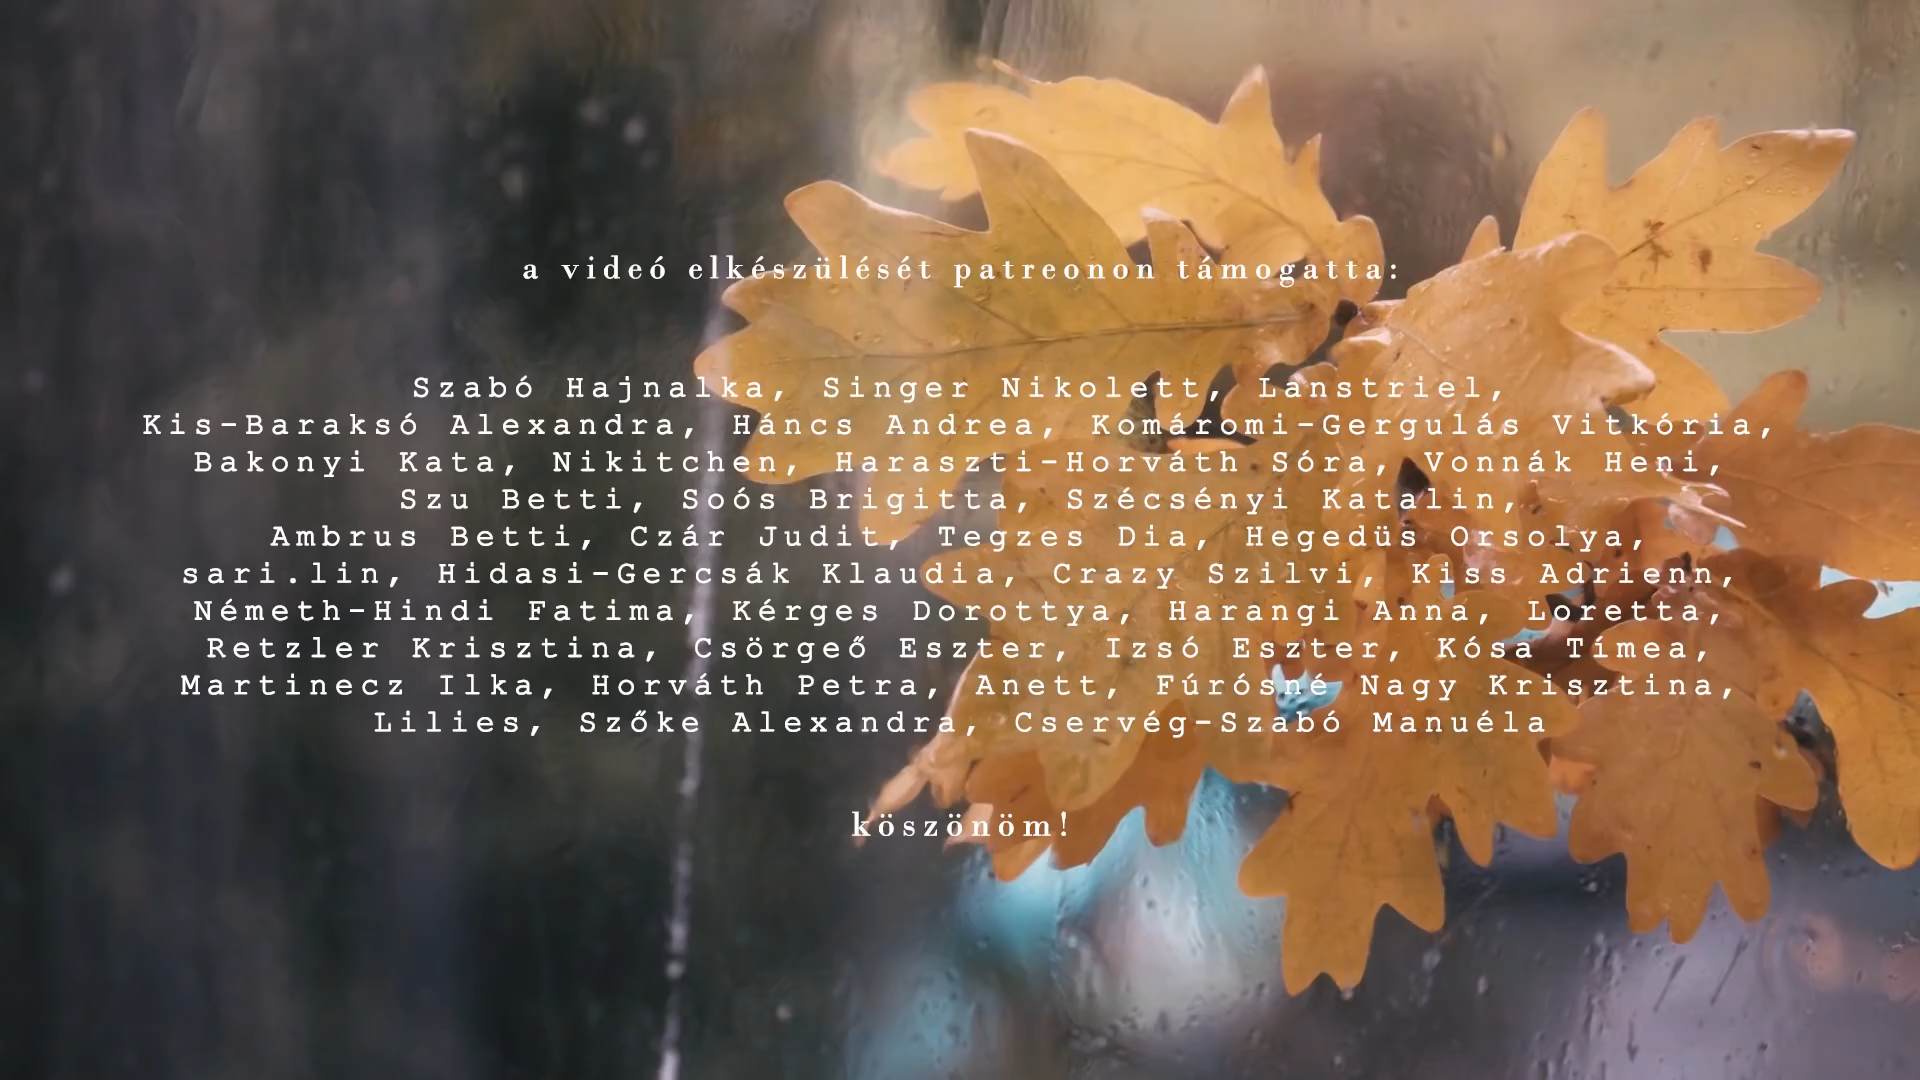 a videó elkészülését patreonon támogatta:
Szabó Hajnalka, Singer Nikolett, Lanstriel,
Kis-Baraksó Alexandra, Háncs Andrea, Komáromi-Gergulás Vitkória,
Bakonyi Kata, Nikitchen, Haraszti-Horváth Sóra, Vonnák Heni,
Szu Betti, Soós Brigitta, Szécsényi Katalin,
Ambrus Betti, Czár Judit, Tegzes Dia, Hegedüs Orsolya,
sari.lin, Hidasi-Gercsák Klaudia, Crazy Szilvi, Kiss Adrienn,
Németh-Hindi Fatima, Kérges Dorottya, Harangi Anna, Loretta,
Retzler Krisztina, Csörgeő Eszter, Izsó Eszter, Kósa Tímea,
Martinecz Ilka, Horváth Petra, Anett, Fúrósné Nagy Krisztina,
Lilies, Szőke Alexandra, Cservég-Szabó Manuéla
köszönöm!